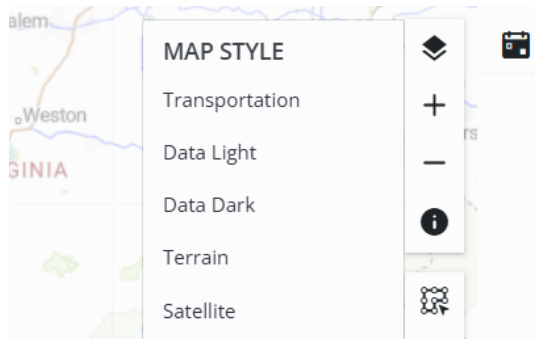 alem
MAP STYLE
Transportation
Weston
Data Light
rs
GINIA
Data Dark
Terrain
Satellite